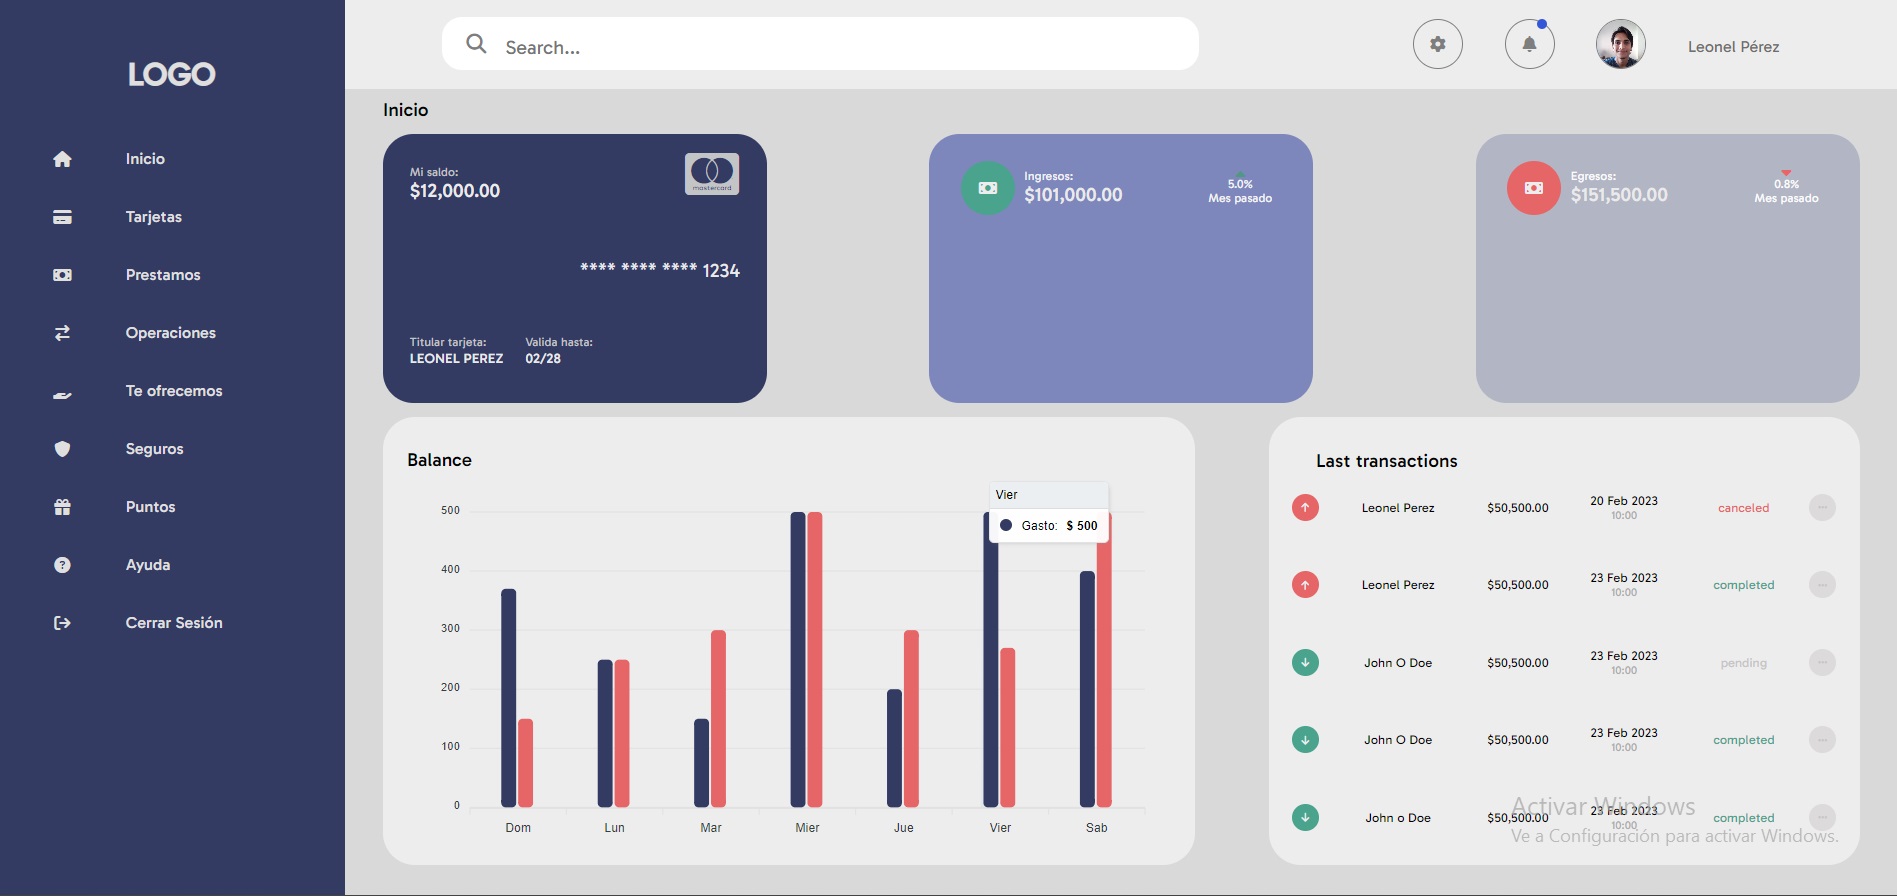 LOGO
Inicio
Tarjetas
Prestamos
Operaciones
Te ofrecemos
Seguros
Puntos
Ayuda
Cerrar Sesión
Search...
Leonel Pérez
Inicio
Mi saldo:
$12,000.00
mastercard
**** **** **** 1234
Titular tarjeta: Valida hasta:
LEONEL PEREZ 02/28
Ingresos:
$101,000.00
5.0%
Mes pasado
Egresos:
$151,500.00
0.8%
Mes pasado
Balance
500
400
300
200
100
0
Dom Lun Mar Mier Jue Vier Sab
Vier
Gasto: $ 500
Last transactions
Leonel Perez $50,500.00 20 Feb 2023 canceled
10:00
Leonel Perez $50,500.00 23 Feb 2023 completed
10:00
John O Doe $50,500.00 23 Feb 2023 pending
10:00
John O Doe $50,500.00 23 Feb 2023 completed
10:00
John o Doe $50,500.00 23 Feb 2023 completed
10:00
Activar Windows
Ve a Configuración para activar Windows.